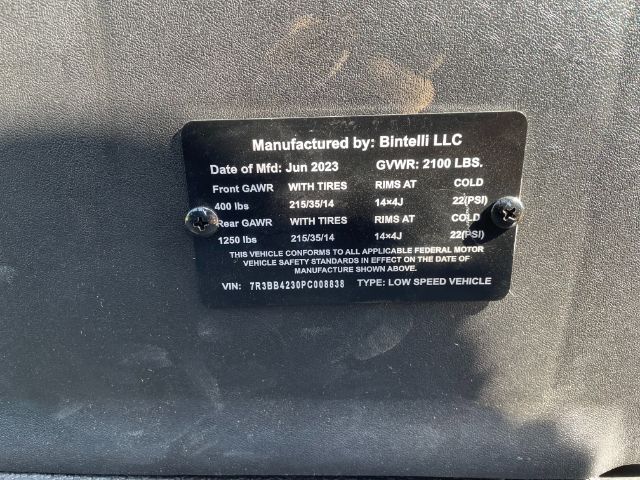 Manufactured by: Bintelli LLC
Date of Mfd: Jun 2023 GVWR: 2100 LBS.
Front GAWR WITH TIRES RIMS AT COLD
400 lbs 215/35/14 14×4J 22(PSI)
Rear GAWR WITH TIRES RIMS AT COLD
1250 lbs 215/35/14 14×4J 22(PSI)
THIS VEHICLE CONFORMS TO ALL APPLICABLE FEDERAL MOTOR
VEHICLE SAFETY STANDARDS IN EFFECT ON THE DATE OF
MANUFACTURE SHOWN ABOVE.
VIN: 7R3BB4230PC008838 TYPE: LOW SPEED VEHICLE